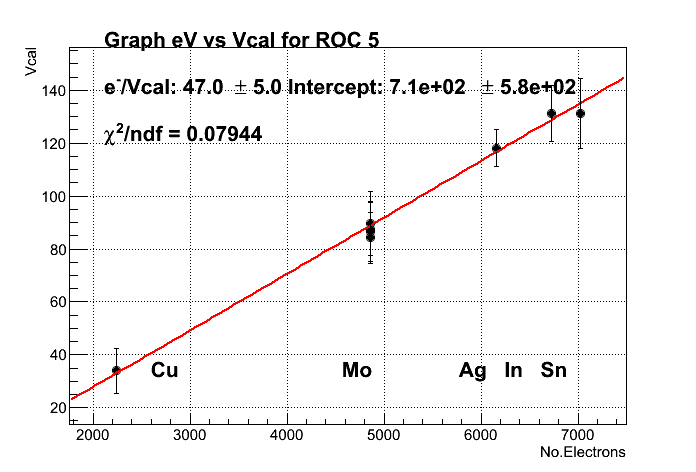 Graph eV vs Vcal for ROC 5
Vcal
e⁻/Vcal: 47.0 ± 5.0 Intercept: 7.1e+02 ± 5.8e+02
χ²/ndf = 0.07944
140
120
100
80
60
40
20
Cu Mo Ag In Sn
2000 3000 4000 5000 6000 7000
No.Electrons